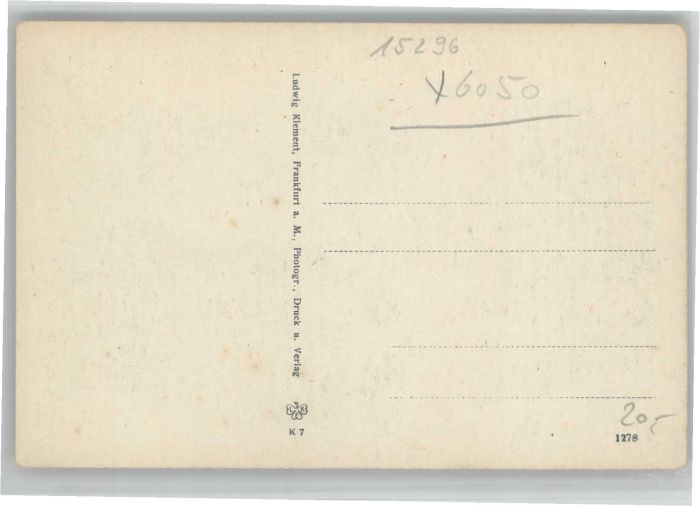 15296
X6050
Ludwig Klement, Frankfurt a. M., Photogr., Druck u. Verlag
K 7
20,-
1278